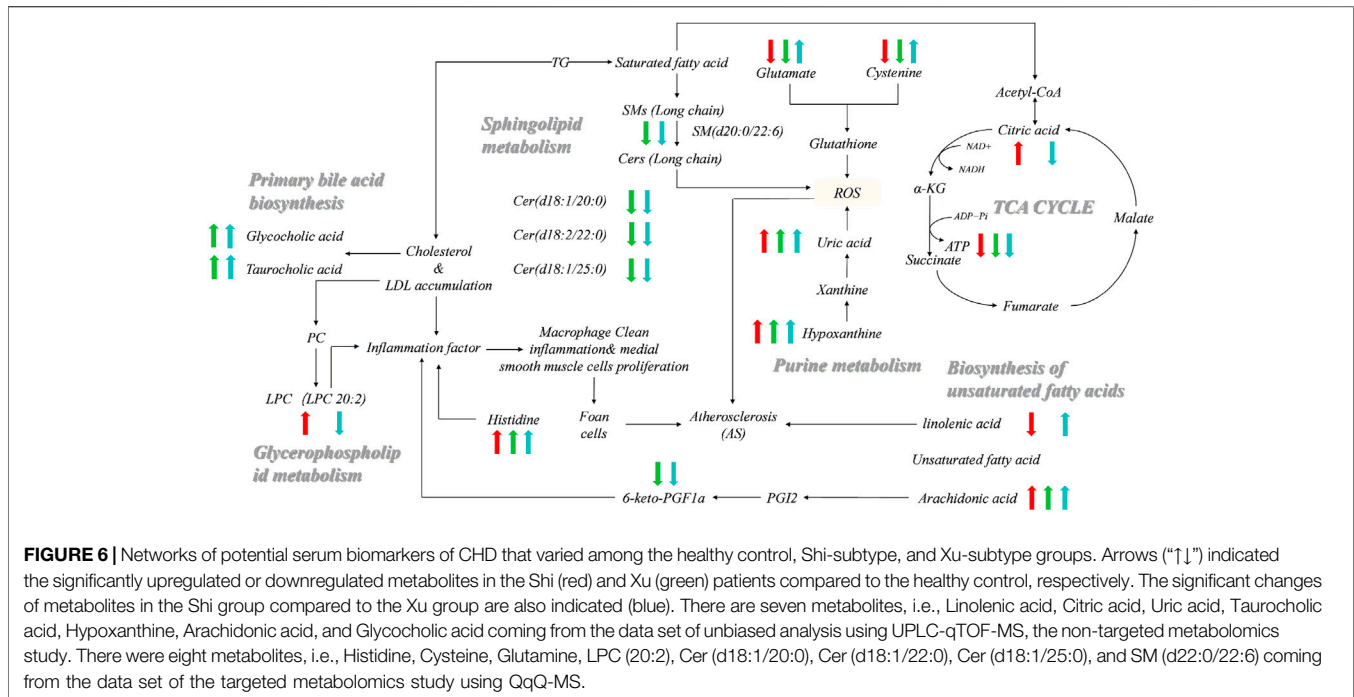 TG
Saturated fatty acid
Glutamate
Cystenine
Acetyl-CoA
SMs (Long chain)
SM(d20:0/22:6)
Cers (Long chain)
Sphingolipid
metabolism
Glutathione
Citric acid
NAD+
NADH
α-KG
TCA CYCLE
ADP-Pi
ATP
Succinate
Malate
Fumarate
Primary bile acid
biosynthesis
Glycocholic acid
Taurocholic acid
Cholesterol
&
LDL accumulation
Cer(d18:1/20:0)
Cer(d18:2/22:0)
Cer(d18:1/25:0)
ROS
Uric acid
Xanthine
Hypoxanthine
Purine metabolism
PC
Inflammation factor
Macrophage Clean
inflammation& medial
smooth muscle cells proliferation
LPC (LPC 20:2)
Glycerophospholip
id metabolism
Histidine
Foan
cells
Atherosclerosis
(AS)
Biosynthesis of
unsaturated fatty acids
linolenic acid
Unsaturated fatty acid
6-keto-PGF1a
PGI2
Arachidonic acid
FIGURE 6 | Networks of potential serum biomarkers of CHD that varied among the healthy control, Shi-subtype, and Xu-subtype groups. Arrows (“↑↓”) indicated
the significantly upregulated or downregulated metabolites in the Shi (red) and Xu (green) patients compared to the healthy control, respectively. The significant changes
of metabolites in the Shi group compared to the Xu group are also indicated (blue). There are seven metabolites, i.e., Linolenic acid, Citric acid, Uric acid, Taurocholic
acid, Hypoxanthine, Arachidonic acid, and Glycocholic acid coming from the data set of unbiased analysis using UPLC-qTOF-MS, the non-targeted metabolomics
study. There were eight metabolites, i.e., Histidine, Cysteine, Glutamine, LPC (20:2), Cer (d18:1/20:0), Cer (d18:1/22:0), Cer (d18:1/25:0), and SM (d22:0/22:6) coming
from the data set of the targeted metabolomics study using QqQ-MS.